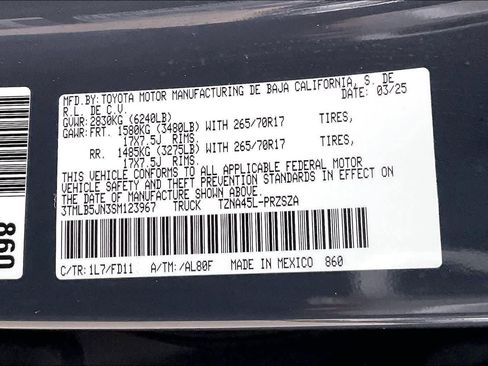 MFD.BY:TOYOTA MOTOR MANUFACTURING DE BAJA CALIFORNIA, S. DE
R.L. DE C.V. DATE: 03/25
GVWR: 2830KG (6240LB)
GAWR:FRT. 1580KG (3480LB) WITH 265/70R17 TIRES,
17X7.5J RIMS.
RR. 1485KG (3275LB) WITH 265/70R17 TIRES,
17X7.5J RIMS.
THIS VEHICLE CONFORMS TO ALL APPLICABLE FEDERAL MOTOR
VEHICLE SAFETY AND THEFT PREVENTION STANDARDS IN EFFECT
ON THE DATE OF MANUFACTURE SHOWN ABOVE.
3TMLB5JN3SM123967 TRUCK TZNA45L-PRZSZA
C/TR:1L7/FD11 A/TM:/AL80F MADE IN MEXICO 860
860